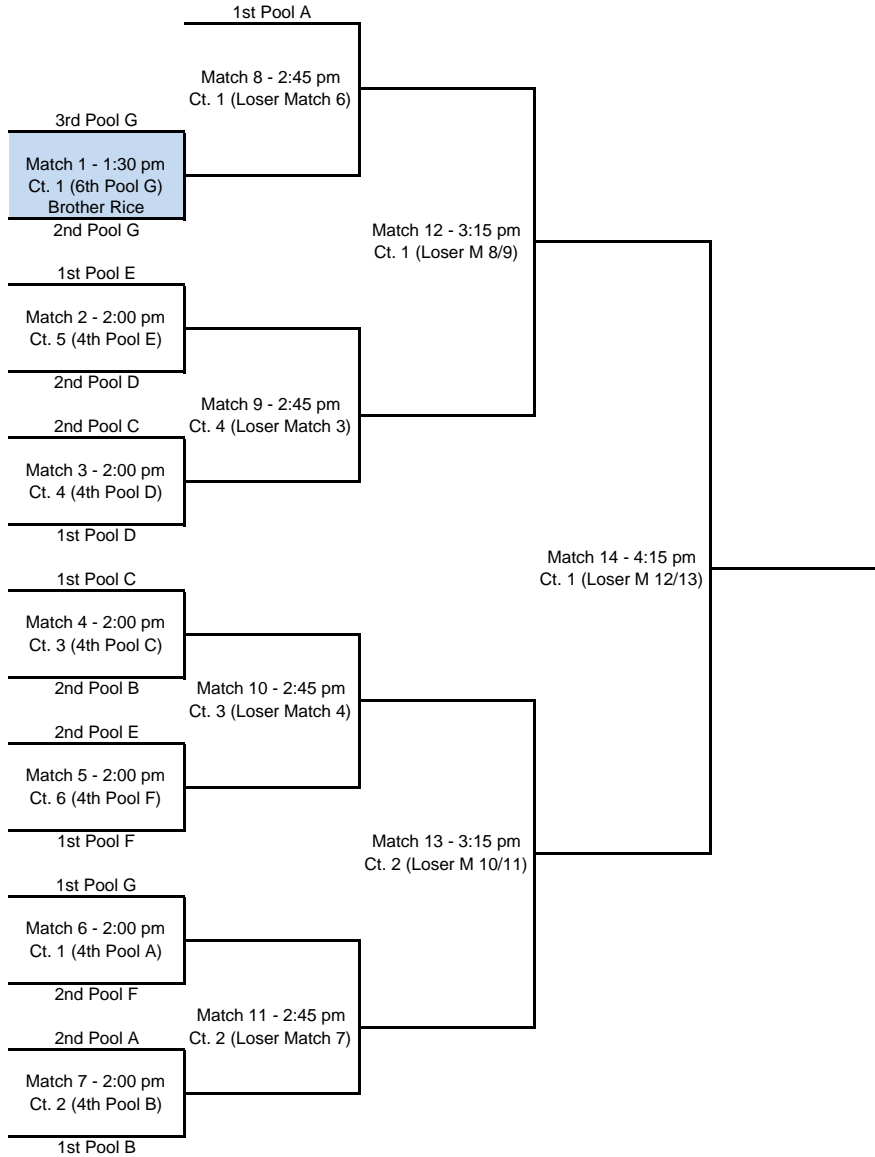 1st Pool A
Match 8 - 2:45 pm
Ct. 1 (Loser Match 6)
3rd Pool G
Match 1 - 1:30 pm
Ct. 1 (6th Pool G)
Brother Rice
2nd Pool G
Match 12 - 3:15 pm
Ct. 1 (Loser M 8/9)
1st Pool E
Match 2 - 2:00 pm
Ct. 5 (4th Pool E)
2nd Pool D
Match 9 - 2:45 pm
Ct. 4 (Loser Match 3)
2nd Pool C
Match 3 - 2:00 pm
Ct. 4 (4th Pool D)
1st Pool D
Match 14 - 4:15 pm
Ct. 1 (Loser M 12/13)
1st Pool C
Match 4 - 2:00 pm
Ct. 3 (4th Pool C)
2nd Pool B
Match 10 - 2:45 pm
Ct. 3 (Loser Match 4)
2nd Pool E
Match 5 - 2:00 pm
Ct. 6 (4th Pool F)
1st Pool F
Match 13 - 3:15 pm
Ct. 2 (Loser M 10/11)
1st Pool G
Match 6 - 2:00 pm
Ct. 1 (4th Pool A)
2nd Pool F
Match 11 - 2:45 pm
Ct. 2 (Loser Match 7)
2nd Pool A
Match 7 - 2:00 pm
Ct. 2 (4th Pool B)
1st Pool B